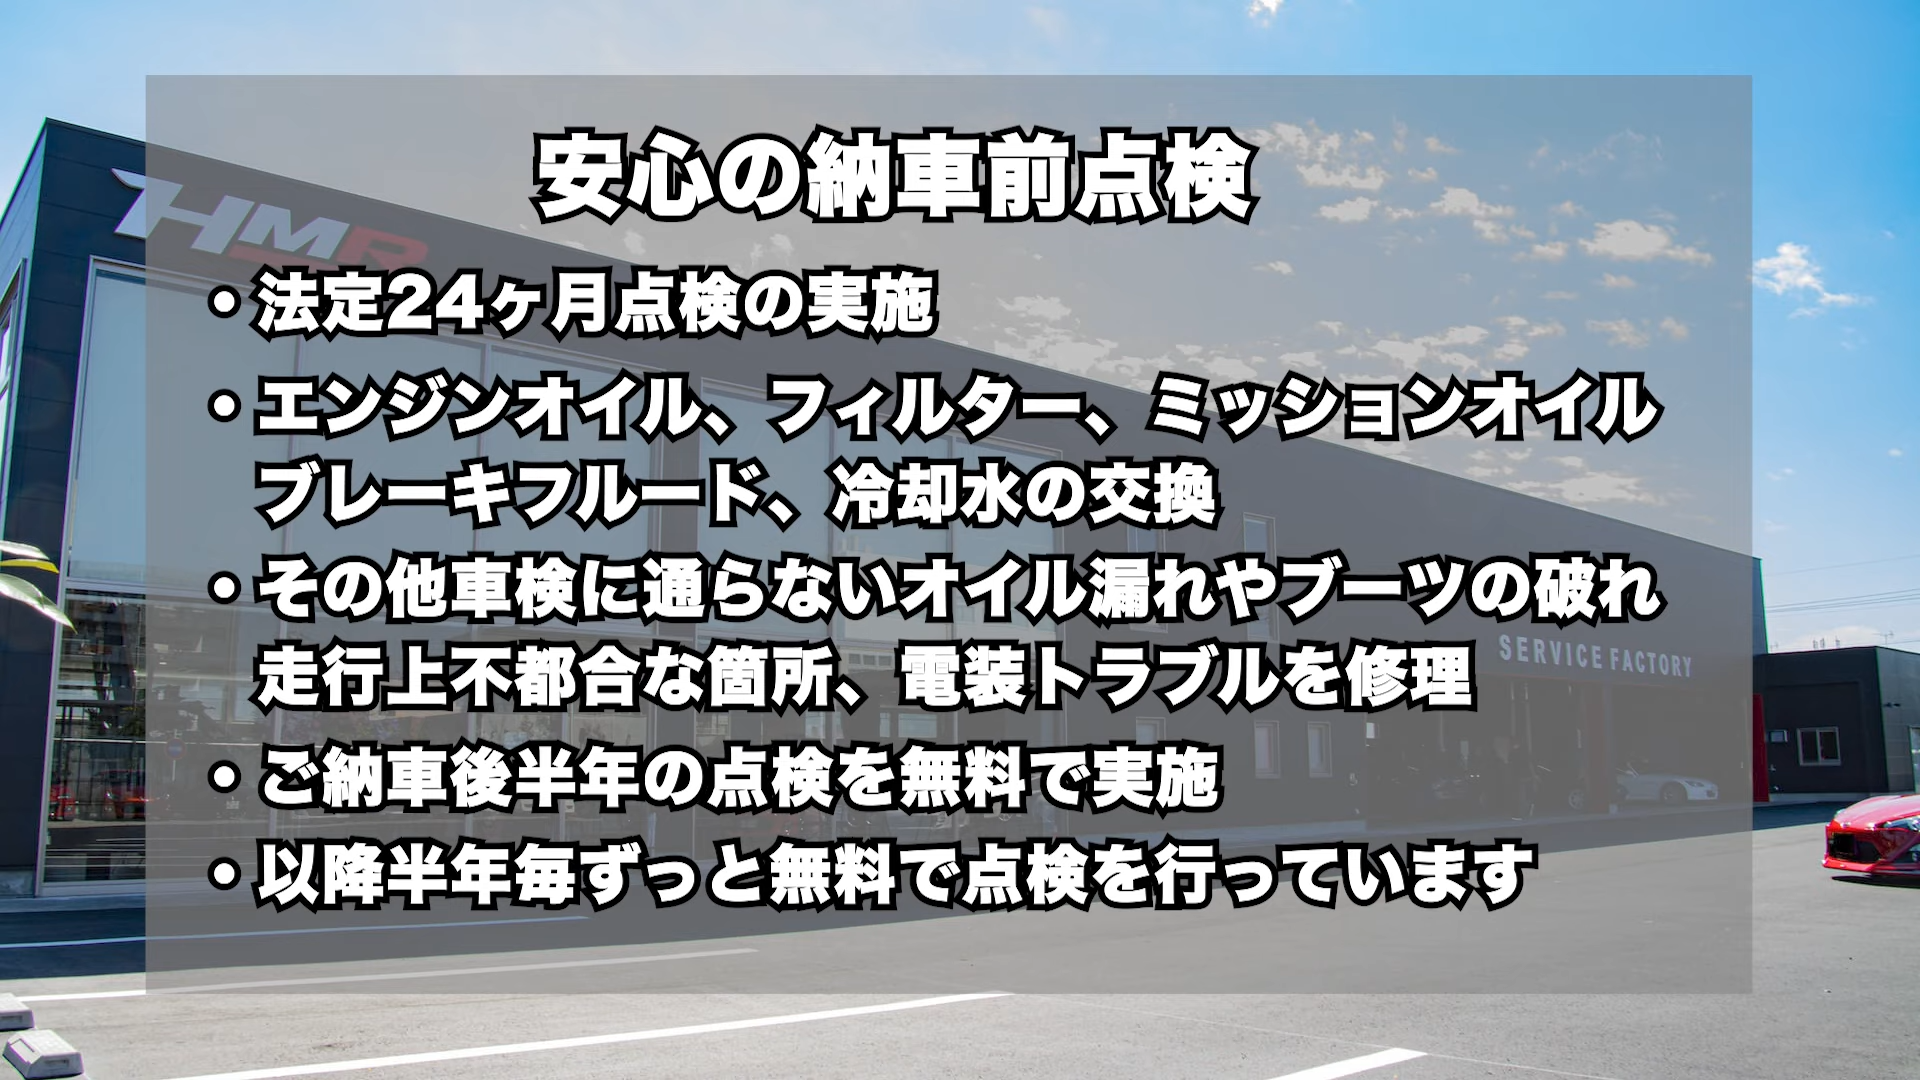 安心の納車前点検
HMR
・法定24ヶ月点検の実施
・エンジンオイル、フィルター、ミッションオイル
ブレーキフルード、冷却水の交換
・その他車検に通らないオイル漏れやブーツの破れ
走行上不都合な箇所、電装トラブルを修理
SERVICE FACTORY
・ご納車後半年の点検を無料で実施
・以降半年毎ずっと無料で点検を行っています